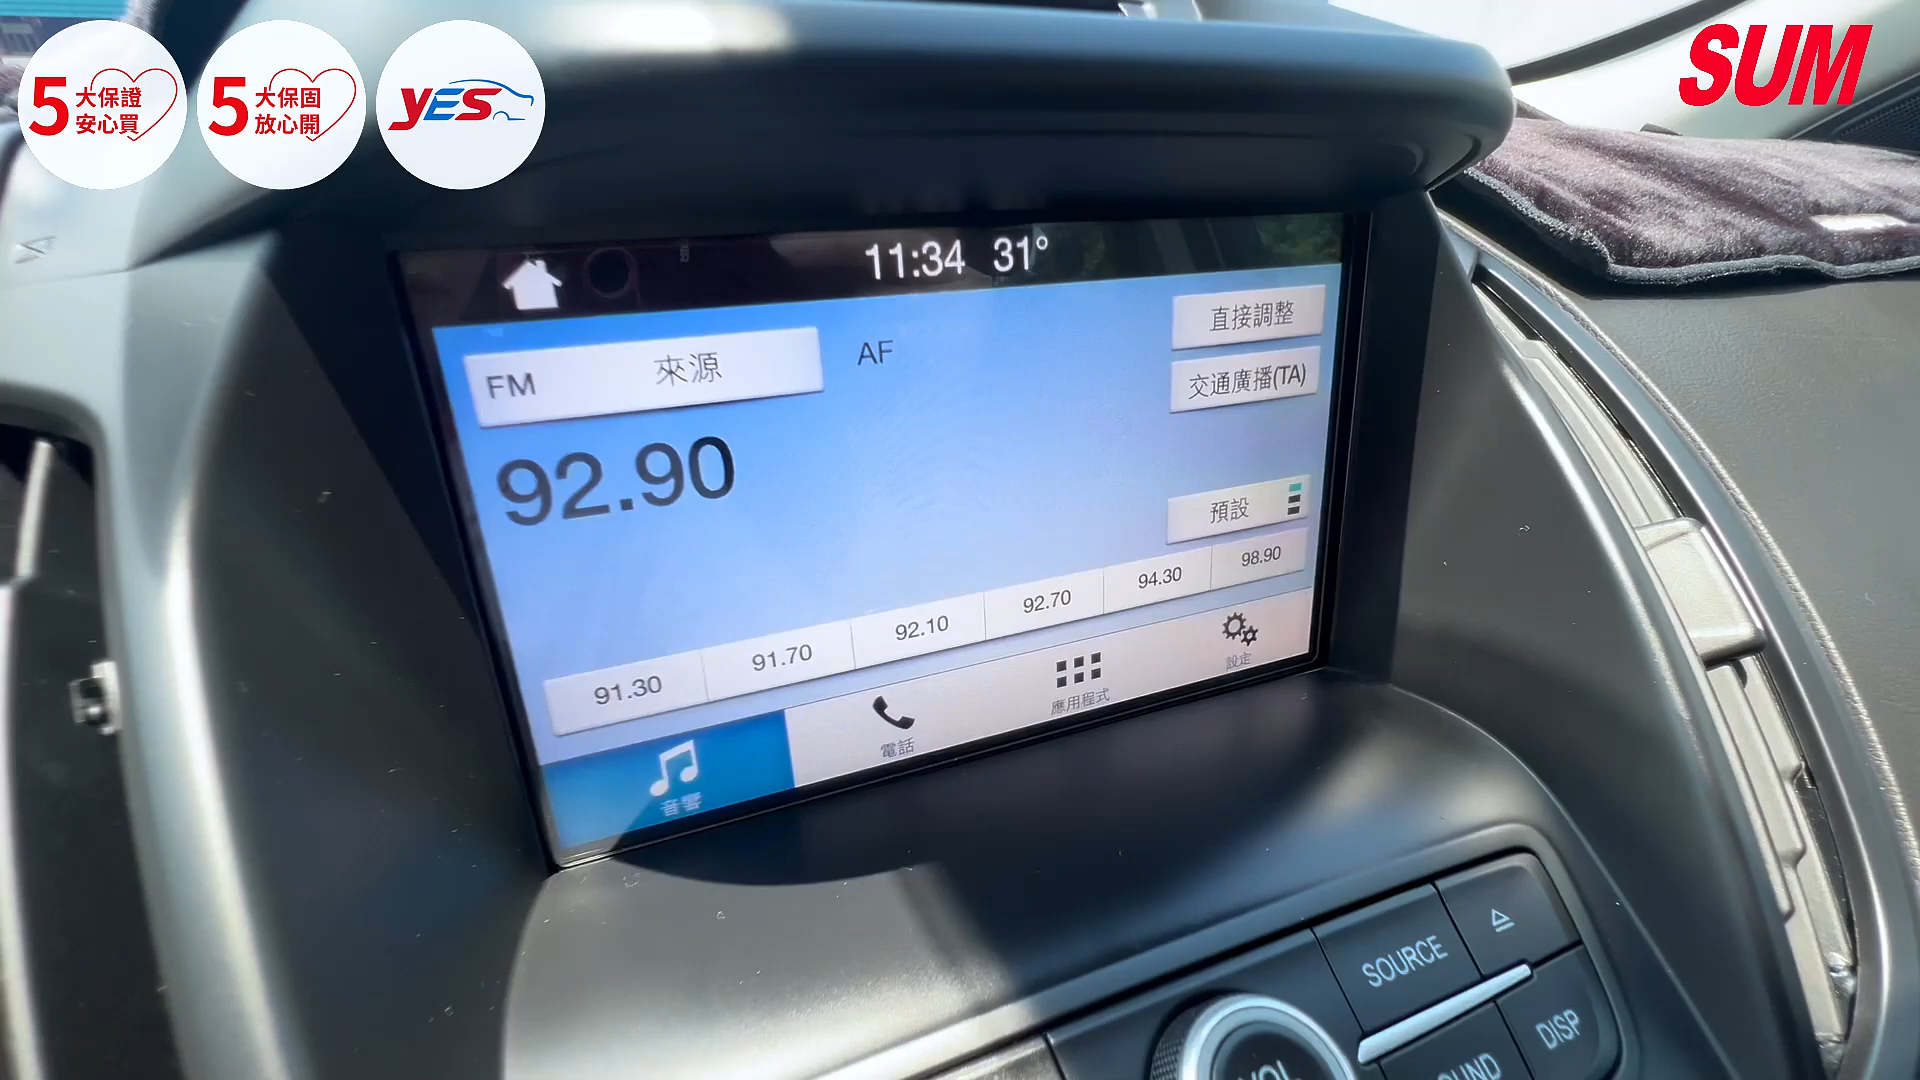 5大保證
安心買
5大保固
放心開
YES
SUM
11:34 31°
FM 來源
AF
直接調整
交通廣播(TA)
92.90
預設
91.30 91.70 92.10 92.70 94.30 98.90
音響 電話 應用程式 設定
SOURCE
DISP